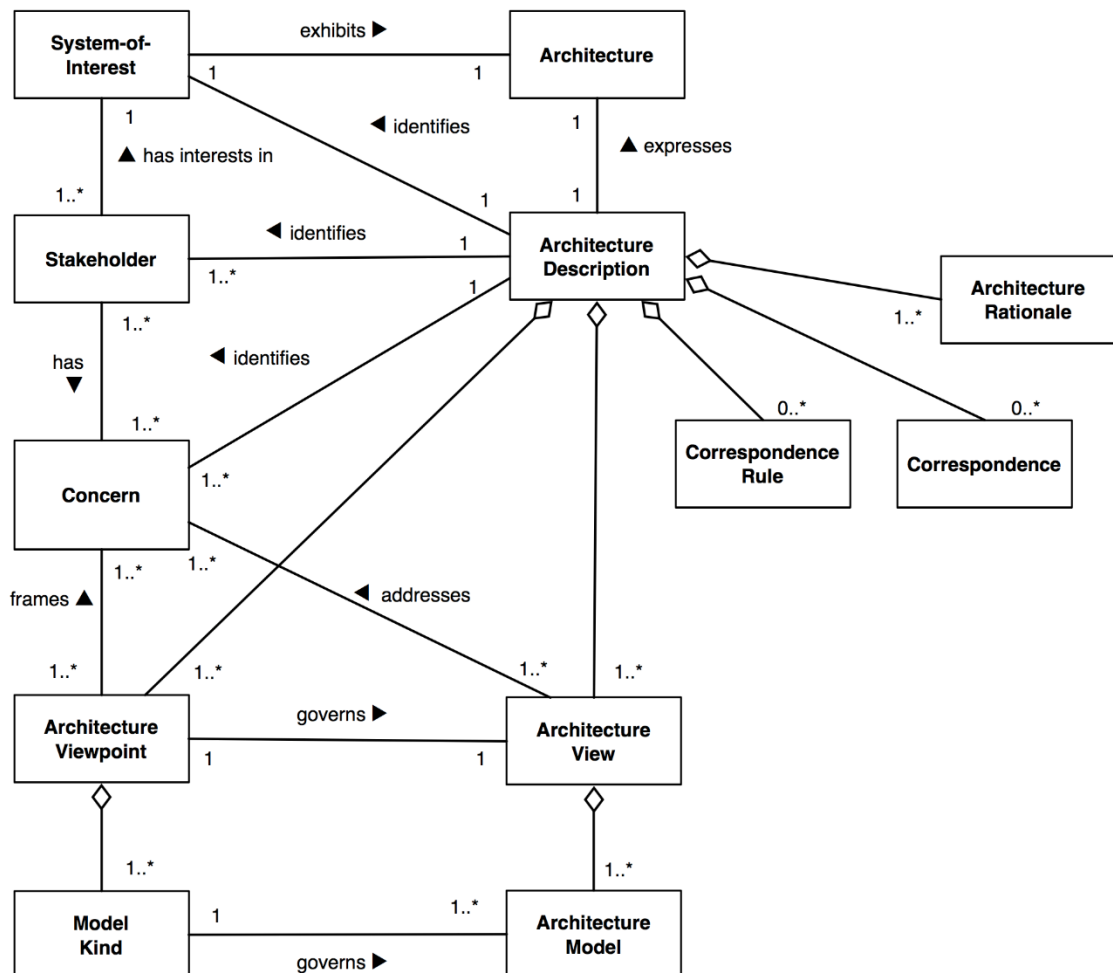 exhibits ▶
System-of-
Interest
Architecture
1
1
◀ identifies
1
1
▲ has interests in
▲ expresses
1..*
1
1
◀ identifies
1
Stakeholder
1..*
Architecture
Description
1
Architecture
Rationale
1..*
1..*
has
▼
◀ identifies
1..*
0..*
0..*
Correspondence
Rule
Correspondence
Concern
1..*
1..*
1..*
frames ▲
◀ addresses
1..*
1..*
1..*
1..*
Architecture
Viewpoint
governs ▶
Architecture
View
1
1
1..*
1..*
Model
Kind
1
1..*
Architecture
Model
governs ▶